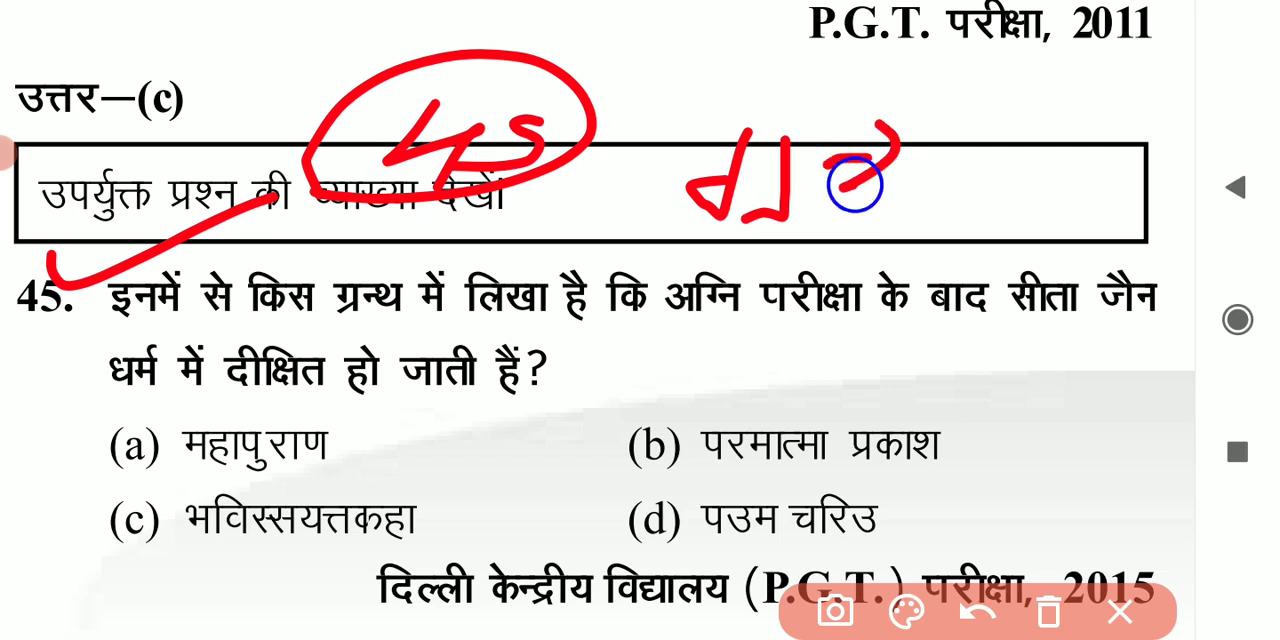 P.G.T. परीक्षा, 2011
उत्तर—(c)
45
उपर्युक्त प्रश्न की व्याख्या देखें।
45. इनमें से किस ग्रन्थ में लिखा है कि अग्नि परीक्षा के बाद सीता जैन
धर्म में दीक्षित हो जाती हैं?
(a) महापुराण (b) परमात्मा प्रकाश
(c) भविस्सयत्तकहा (d) पउम चरिउ
दिल्ली केन्द्रीय विद्यालय (P.G.T.) परीक्षा, 2015